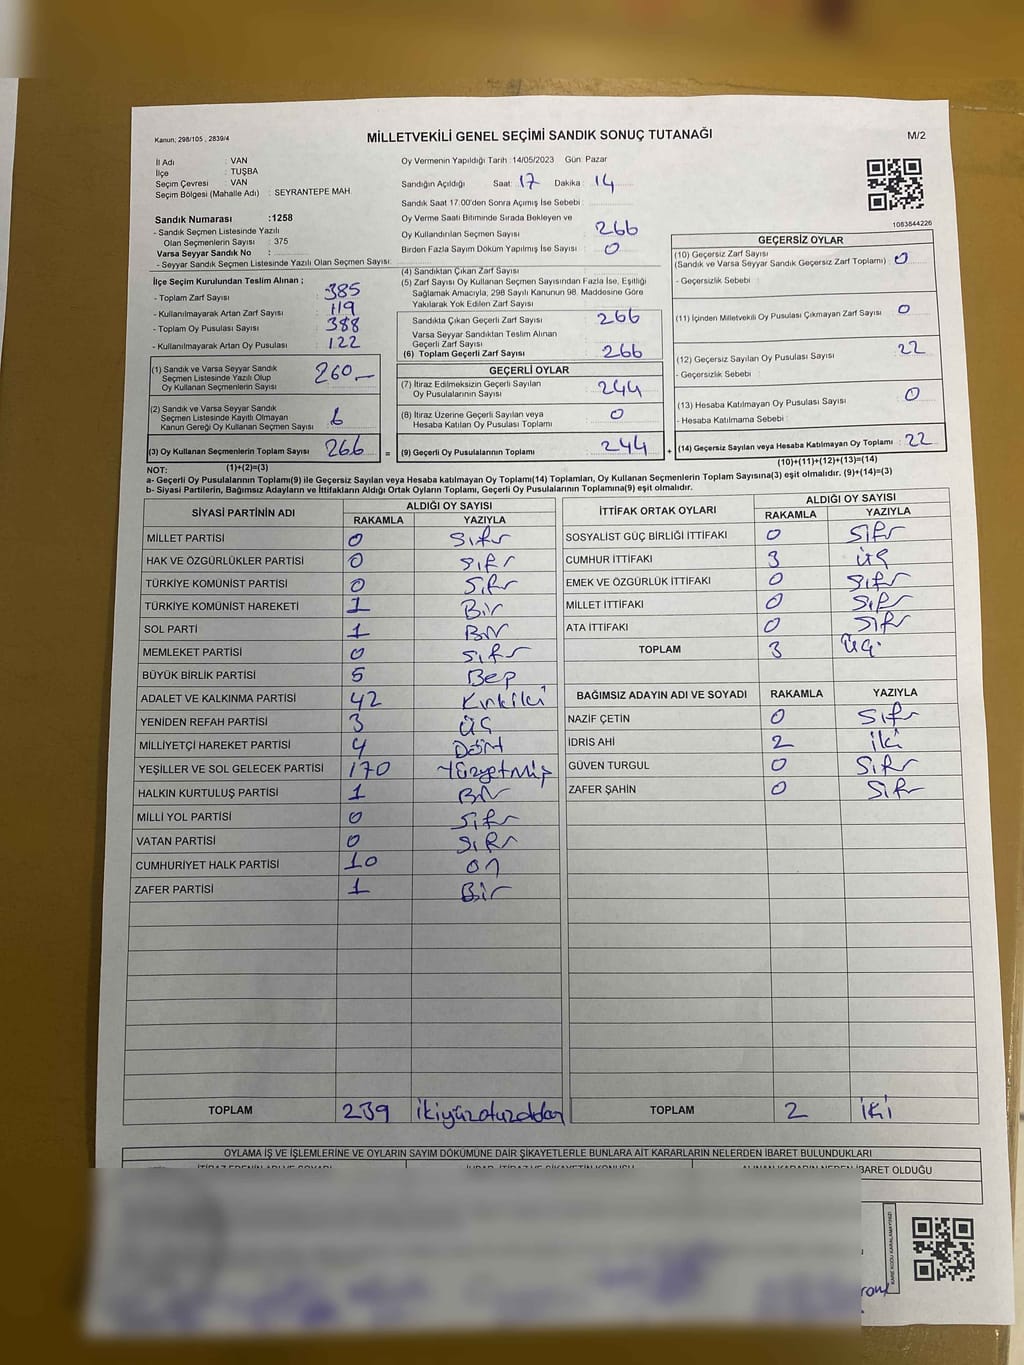 Kanun: 298/105 , 2839/4
MİLLETVEKİLİ GENEL SEÇİMİ SANDIK SONUÇ TUTANAĞI
M/2
İl Adı : VAN
İlçe : TUŞBA
Seçim Çevresi : VAN
Seçim Bölgesi (Mahalle Adı) : SEYRANTEPE MAH.
Sandık Numarası :1258
- Sandık Seçmen Listesinde Yazılı
Olan Seçmenlerin Sayısı : 375
Varsa Seyyar Sandık No :
- Seyyar Sandık Seçmen Listesinde Yazılı Olan Seçmen Sayısı:
Oy Vermenin Yapıldığı Tarih : 14/05/2023 Gün: Pazar
Sandığın Açıldığı Saat: 17 Dakika : 14
Sandık Saat 17.00'den Sonra Açımış İse Sebebi :
Oy Verme Saati Bitiminde Sırada Bekleyen ve
Oy Kullandırılan Seçmen Sayısı : 266
Birden Fazla Sayım Döküm Yapılmış İse Sayısı : 0
1083844226
İlçe Seçim Kurulundan Teslim Alınan ;
- Toplam Zarf Sayısı : 385
- Kullanılmayarak Artan Zarf Sayısı : 119
- Toplam Oy Pusulası Sayısı : 388
- Kullanılmayarak Artan Oy Pusulası : 122
(1) Sandık ve Varsa Seyyar Sandık
Seçmen Listesinde Yazılı Olup
Oy Kullanan Seçmenlerin Sayısı : 260
(2) Sandık ve Varsa Seyyar Sandık
Seçmen Listesinde Kayıtlı Olmayan
Kanun Gereği Oy Kullanan Seçmen Sayısı : 6
(3) Oy Kullanan Seçmenlerin Toplam Sayısı : 266 =
(1)+(2)=(3)
(4) Sandıktan Çıkan Zarf Sayısı :
(5) Zarf Sayısı Oy Kullanan Seçmen Sayısından Fazla İse, Eşitliği
Sağlamak Amacıyla, 298 Sayılı Kanunun 98. Maddesine Göre
Yakılarak Yok Edilen Zarf Sayısı :
Sandıkta Çıkan Geçerli Zarf Sayısı : 266
Varsa Seyyar Sandıktan Teslim Alınan
Geçerli Zarf Sayısı :
(6) Toplam Geçerli Zarf Sayısı : 266
GEÇERLİ OYLAR
(7) İtiraz Edilmeksizin Geçerli Sayılan
Oy Pusulalarının Sayısı : 244
(8) İtiraz Üzerine Geçerli Sayılan veya
Hesaba Katılan Oy Pusulası Toplamı : 0
(9) Geçerli Oy Pusulalarının Toplamı : 244 +
GEÇERSİZ OYLAR
(10) Geçersiz Zarf Sayısı
(Sandık ve Varsa Seyyar Sandık Geçersiz Zarf Toplamı) : 0
- Geçersizlik Sebebi :
(11) İçinden Milletvekili Oy Pusulası Çıkmayan Zarf Sayısı : 0
(12) Geçersiz Sayılan Oy Pusulası Sayısı : 22
- Geçersizlik Sebebi :
(13) Hesaba Katılmayan Oy Pusulası Sayısı : 0
- Hesaba Katılmama Sebebi :
(14) Geçersiz Sayılan veya Hesaba Katılmayan Oy Toplamı : 22
(10)+(11)+(12)+(13)=(14)
NOT:
a- Geçerli Oy Pusulalarının Toplamı(9) ile Geçersiz Sayılan veya Hesaba katılmayan Oy Toplamı(14) Toplamları, Oy Kullanan Seçmenlerin Toplam Sayısına(3) eşit olmalıdır. (9)+(14)=(3)
b- Siyasi Partilerin, Bağımsız Adayların ve İttifakların Aldığı Ortak Oyların Toplamı, Geçerli Oy Pusulalarının Toplamına(9) eşit olmalıdır.
SİYASİ PARTİNİN ADI ALDIĞI OY SAYISI
RAKAMLA YAZIYLA
MİLLET PARTİSİ 0 Sıfır
HAK VE ÖZGÜRLÜKLER PARTİSİ 0 Sıfır
TÜRKİYE KOMÜNİST PARTİSİ 0 Sıfır
TÜRKİYE KOMÜNİST HAREKETİ 1 Bir
SOL PARTİ 1 Bir
MEMLEKET PARTİSİ 0 Sıfır
BÜYÜK BİRLİK PARTİSİ 5 Beş
ADALET VE KALKINMA PARTİSİ 42 Kırkiki
YENİDEN REFAH PARTİSİ 3 Üç
MİLLİYETÇİ HAREKET PARTİSİ 4 Dört
YEŞİLLER VE SOL GELECEK PARTİSİ 170 Yüzyetmiş
HALKIN KURTULUŞ PARTİSİ 1 Bir
MİLLİ YOL PARTİSİ 0 Sıfır
VATAN PARTİSİ 0 Sıfır
CUMHURİYET HALK PARTİSİ 10 On
ZAFER PARTİSİ 1 Bir
TOPLAM 239 ikiyüzotuzdokuz
İTTİFAK ORTAK OYLARI ALDIĞI OY SAYISI
RAKAMLA YAZIYLA
SOSYALİST GÜÇ BİRLİĞİ İTTİFAKI 0 Sıfır
CUMHUR İTTİFAKI 3 üç
EMEK VE ÖZGÜRLÜK İTTİFAKI 0 Sıfır
MİLLET İTTİFAKI 0 Sıfır
ATA İTTİFAKI 0 Sıfır
TOPLAM 3 Üç
BAĞIMSIZ ADAYIN ADI VE SOYADI RAKAMLA YAZIYLA
NAZİF ÇETİN 0 Sıfır
İDRİS AHİ 2 iki
GÜVEN TURGUL 0 Sıfır
ZAFER ŞAHİN 0 Sıfır
TOPLAM 2 iki
OYLAMA İŞ VE İŞLEMLERİNE VE OYLARIN SAYIM DÖKÜMÜNE DAİR ŞİKAYETLERLE BUNLARA AİT KARARLARIN NELERDEN İBARET BULUNDUKLARI